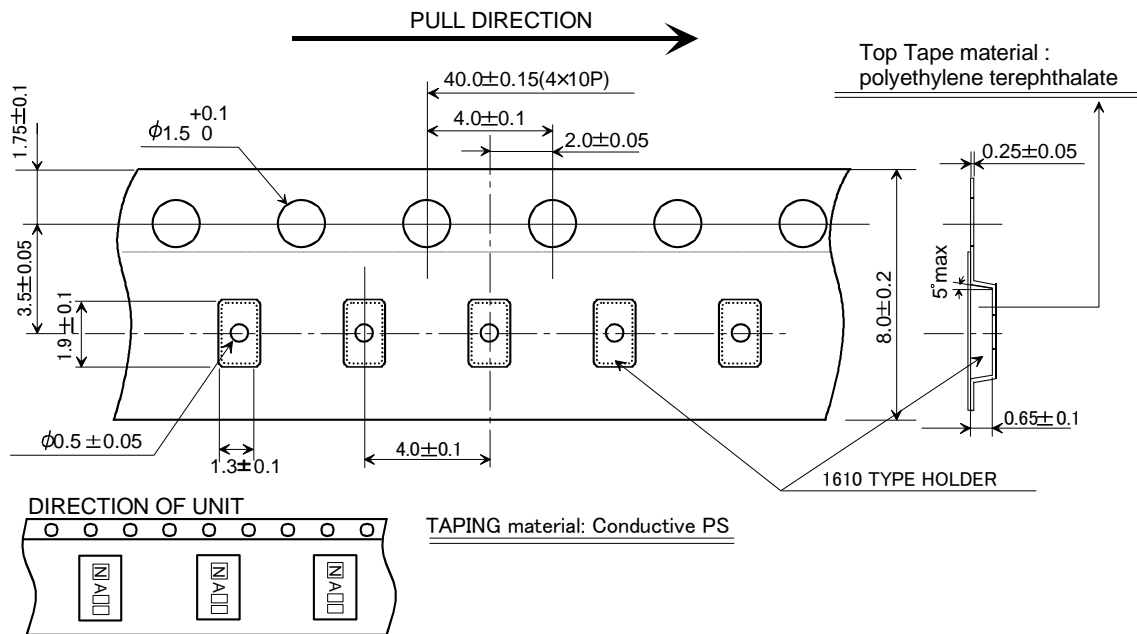 PULL DIRECTION
Top Tape material :
polyethylene terephthalate
40.0±0.15(4×10P)
1.75±0.1
+0.1
φ1.5 0
4.0±0.1
2.0±0.05
0.25±0.05
3.5±0.05
5°max
1.9±0.1
8.0±0.2
φ0.5±0.05
1.3±0.1
4.0±0.1
0.65±0.1
1610 TYPE HOLDER
DIRECTION OF UNIT
TAPING material: Conductive PS
NA□□
NA□□
NA□□